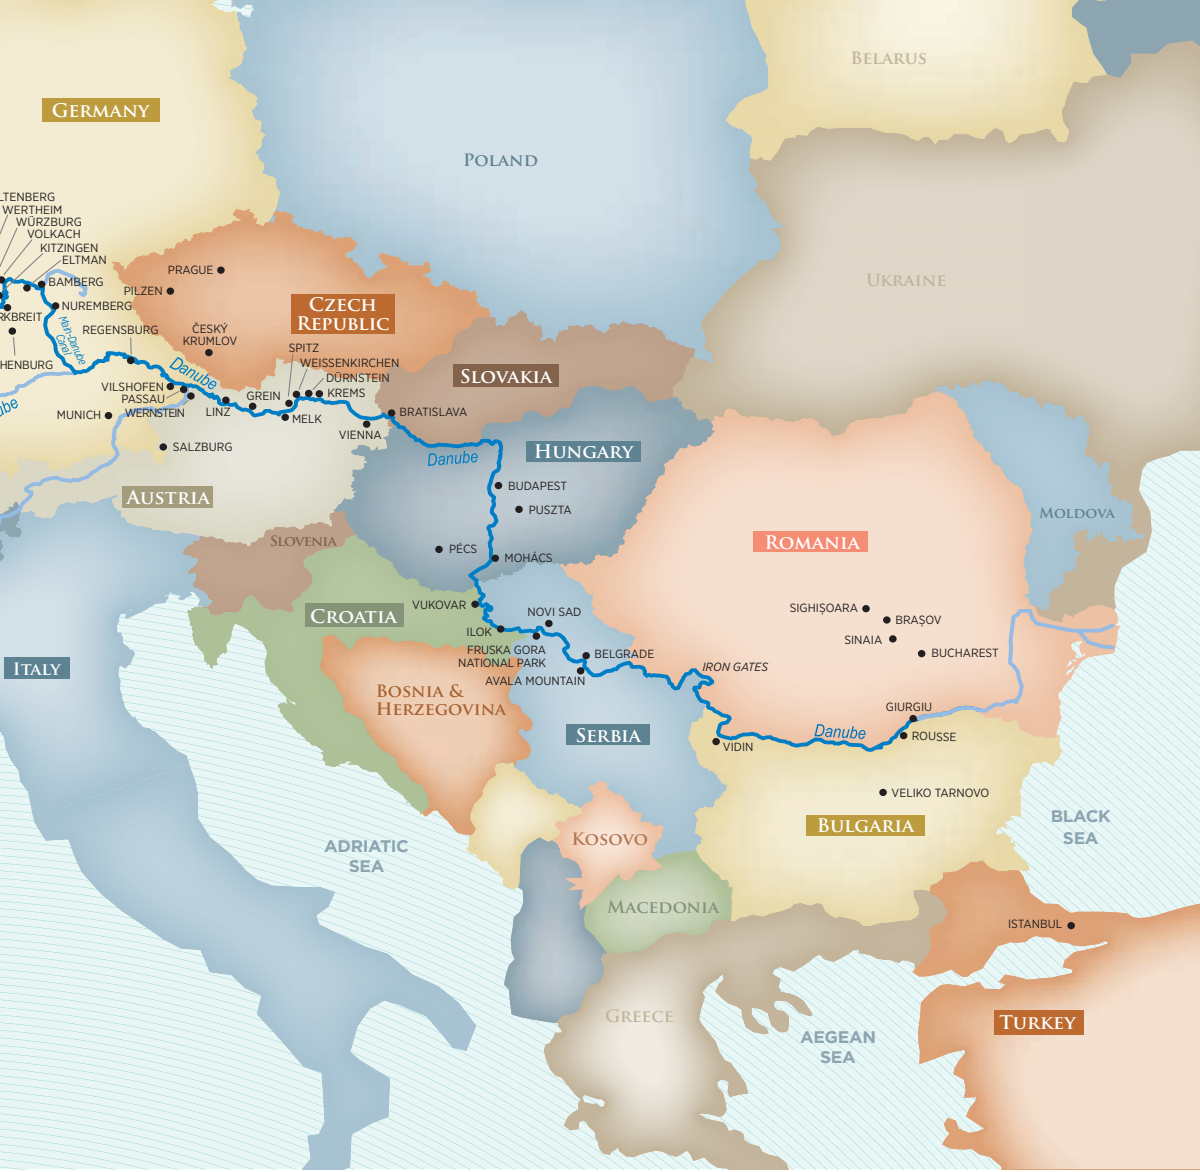 BELARUS
GERMANY
POLAND
LTENBERG
WERTHEIM
WÜRZBURG
VOLKACH
KITZINGEN
ELTMAN
PRAGUE
UKRAINE
BAMBERG
PILZEN
NUREMBERG
CZECH
REPUBLIC
RKBREIT
Main-Danube
Canal
REGENSBURG
ČESKÝ
KRUMLOV
SPITZ
HENBURG
WEISSENKIRCHEN
Danube
DÜRNSTEIN
SLOVAKIA
VILSHOFEN
PASSAU
GREIN
KREMS
ube
MUNICH
WERNSTEIN
LINZ
MELK
BRATISLAVA
VIENNA
SALZBURG
Danube
HUNGARY
BUDAPEST
AUSTRIA
PUSZTA
MOLDOVA
SLOVENIA
ROMANIA
PÉCS
MOHÁCS
CROATIA
VUKOVAR
NOVI SAD
SIGHIȘOARA
BRAȘOV
ILOK
SINAIA
FRUSKA GORA
NATIONAL PARK
BELGRADE
BUCHAREST
ITALY
IRON GATES
AVALA MOUNTAIN
BOSNIA &
HERZEGOVINA
GIURGIU
SERBIA
Danube
ROUSSE
VIDIN
VELIKO TARNOVO
BLACK
SEA
BULGARIA
KOSOVO
ADRIATIC
SEA
MACEDONIA
ISTANBUL
GREECE
TURKEY
AEGEAN
SEA